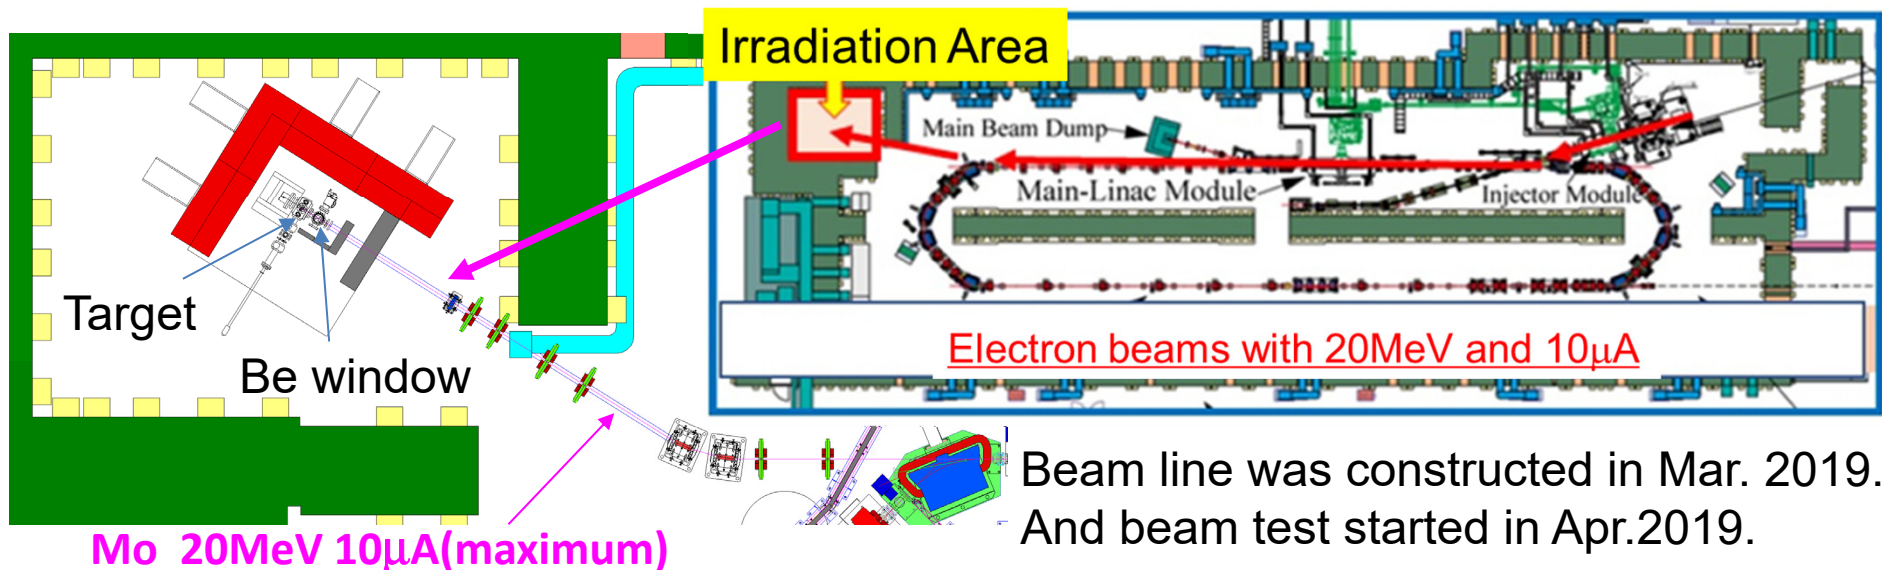 Irradiation Area
Main Beam Dump
Main-Linac Module
Injector Module
Target
Be window
Electron beams with 20MeV and 10μA
Beam line was constructed in Mar. 2019.
And beam test started in Apr.2019.
Mo 20MeV 10μA(maximum)